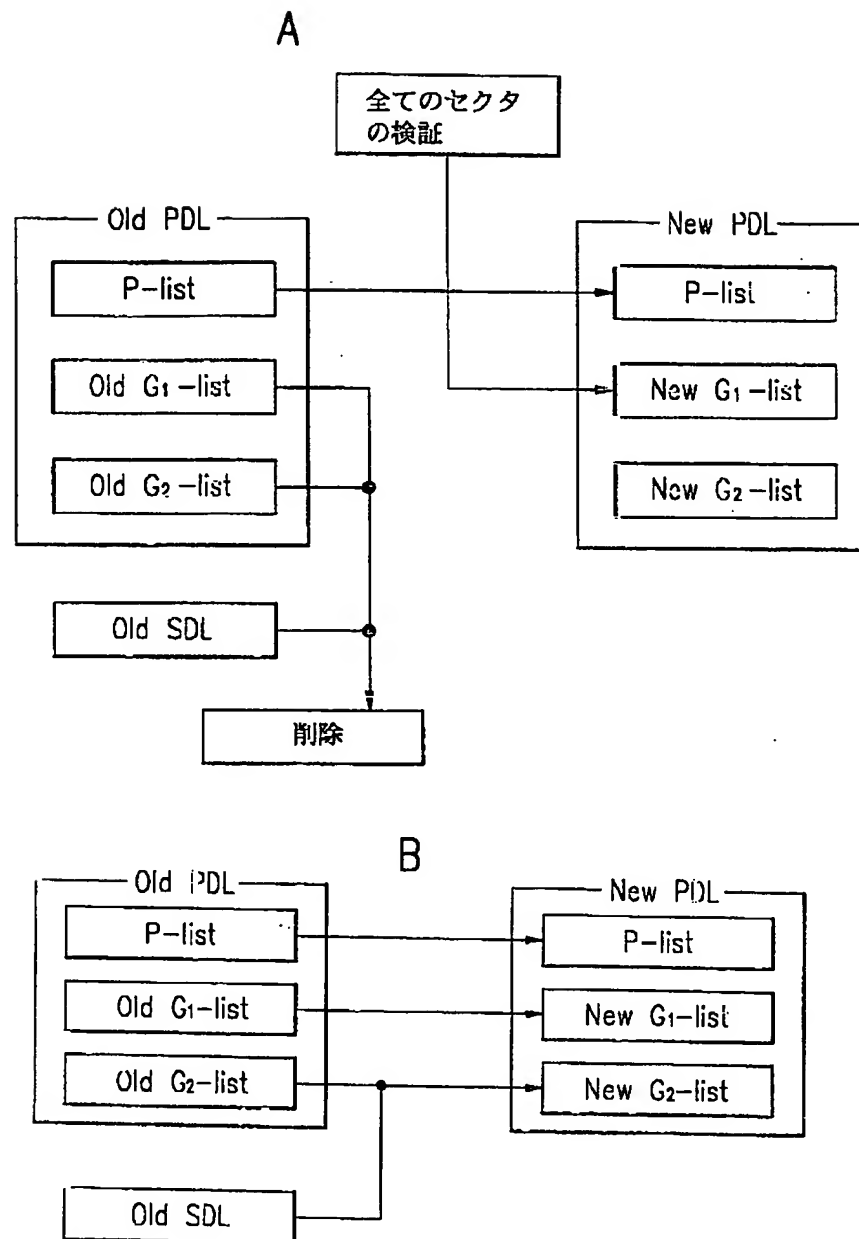 A
全てのセクタ
の検証
Old PDL
P-list
Old G1-list
Old G2-list
Old SDL
削除
New PDL
P-list
New G1-list
New G2-list
B
Old PDL
P-list
Old G1-list
Old G2-list
Old SDL
New PDL
P-list
New G1-list
New G2-list